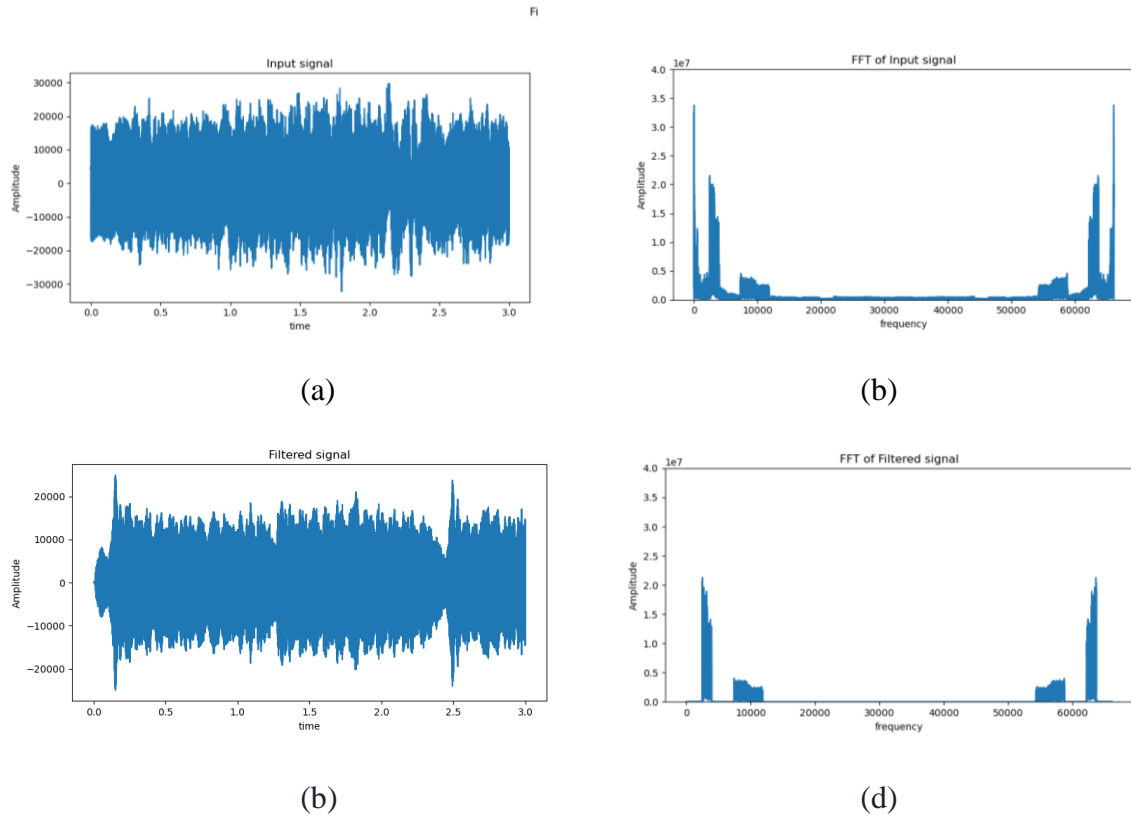 Fi
Input signal
30000
20000
10000
0
−10000
−20000
−30000
Amplitude
0.0 0.5 1.0 1.5 2.0 2.5 3.0
time
FFT of Input signal
1e7
4.0
3.5
3.0
2.5
2.0
1.5
1.0
0.5
0.0
Amplitude
0 10000 20000 30000 40000 50000 60000
frequency
(a) (b)
Filtered signal
20000
10000
0
−10000
−20000
Amplitude
0.0 0.5 1.0 1.5 2.0 2.5 3.0
time
FFT of Filtered signal
1e7
4.0
3.5
3.0
2.5
2.0
1.5
1.0
0.5
0.0
Amplitude
0 10000 20000 30000 40000 50000 60000
frequency
(b) (d)